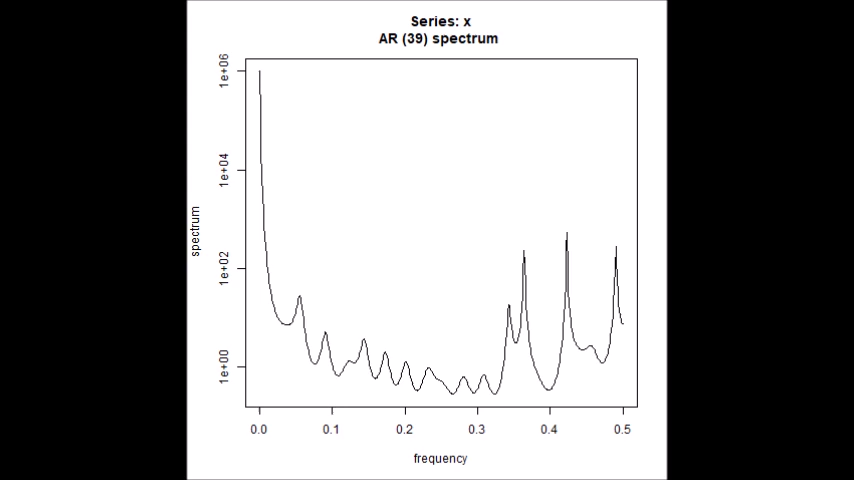 Series: x
AR (39) spectrum
1e+06
1e+04
1e+02
1e+00
spectrum
0.0 0.1 0.2 0.3 0.4 0.5
frequency